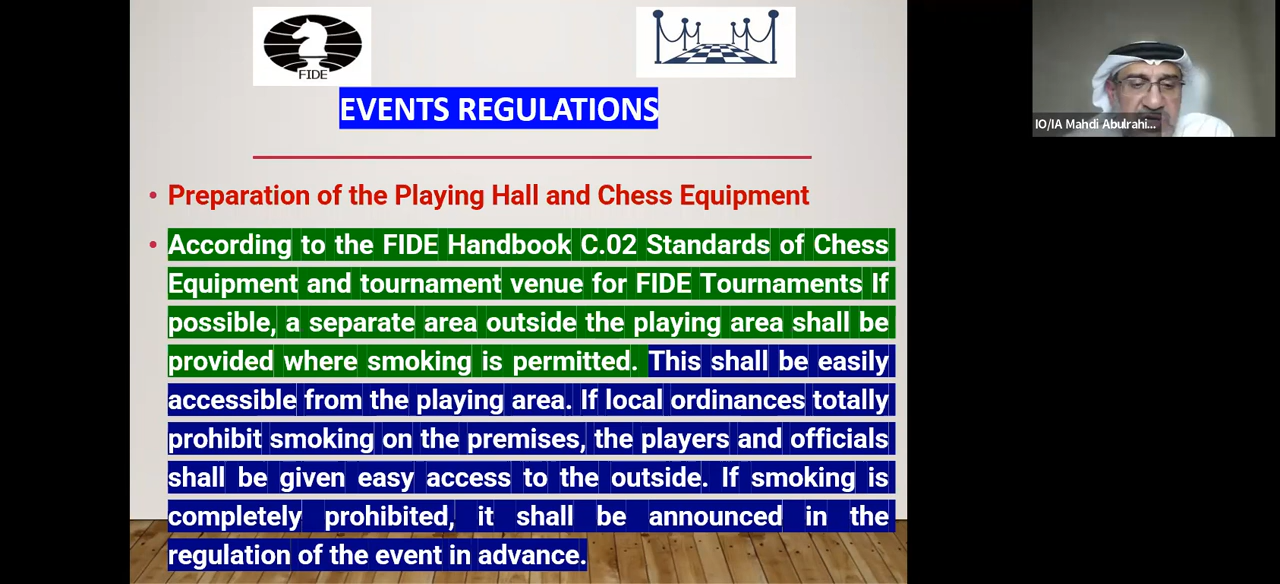 FIDE
EVENTS REGULATIONS
IO/IA Mahdi Abulrahi...
• Preparation of the Playing Hall and Chess Equipment
• According to the FIDE Handbook C.02 Standards of Chess
Equipment and tournament venue for FIDE Tournaments If
possible, a separate area outside the playing area shall be
provided where smoking is permitted. This shall be easily
accessible from the playing area. If local ordinances totally
prohibit smoking on the premises, the players and officials
shall be given easy access to the outside. If smoking is
completely prohibited, it shall be announced in the
regulation of the event in advance.